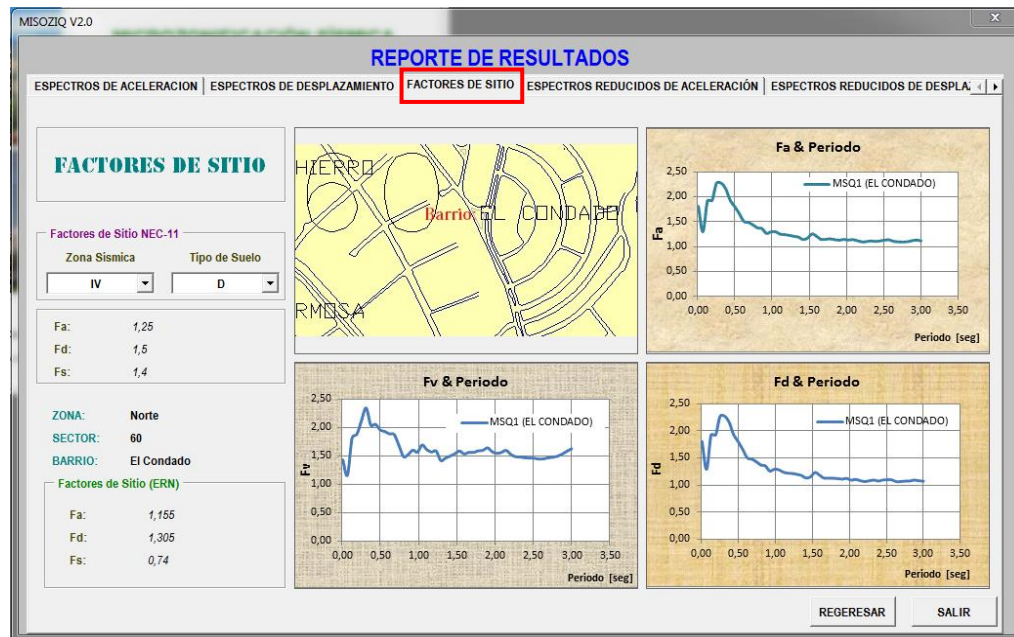 MISOZIQ V2.0
x
REPORTE DE RESULTADOS
ESPECTROS DE ACELERACION
ESPECTROS DE DESPLAZAMIENTO
FACTORES DE SITIO
ESPECTROS REDUCIDOS DE ACELERACIÓN
ESPECTROS REDUCIDOS DE DESPLA
FACTORES DE SITIO
Factores de Sitio NEC-11
Zona Sismica Tipo de Suelo
IV D
Fa: 1,25
Fd: 1,5
Fs: 1,4
ZONA: Norte
SECTOR: 60
BARRIO: El Condado
Factores de Sitio (ERN)
Fa: 1,155
Fd: 1,305
Fs: 0,74
HIERRO
Barrio EL CONDADO
RMOSA
Fa & Periodo
MSQ1 (EL CONDADO)
Fa
2,50
2,00
1,50
1,00
0,50
0,00
0,00 0,50 1,00 1,50 2,00 2,50 3,00 3,50
Periodo [seg]
Fv & Periodo
MSQ1 (EL CONDADO)
Fv
2,50
2,00
1,50
1,00
0,50
0,00
0,00 0,50 1,00 1,50 2,00 2,50 3,00 3,50
Periodo [seg]
Fd & Periodo
MSQ1 (EL CONDADO)
Fd
2,50
2,00
1,50
1,00
0,50
0,00
0,00 0,50 1,00 1,50 2,00 2,50 3,00 3,50
Periodo [seg]
REGERESAR
SALIR